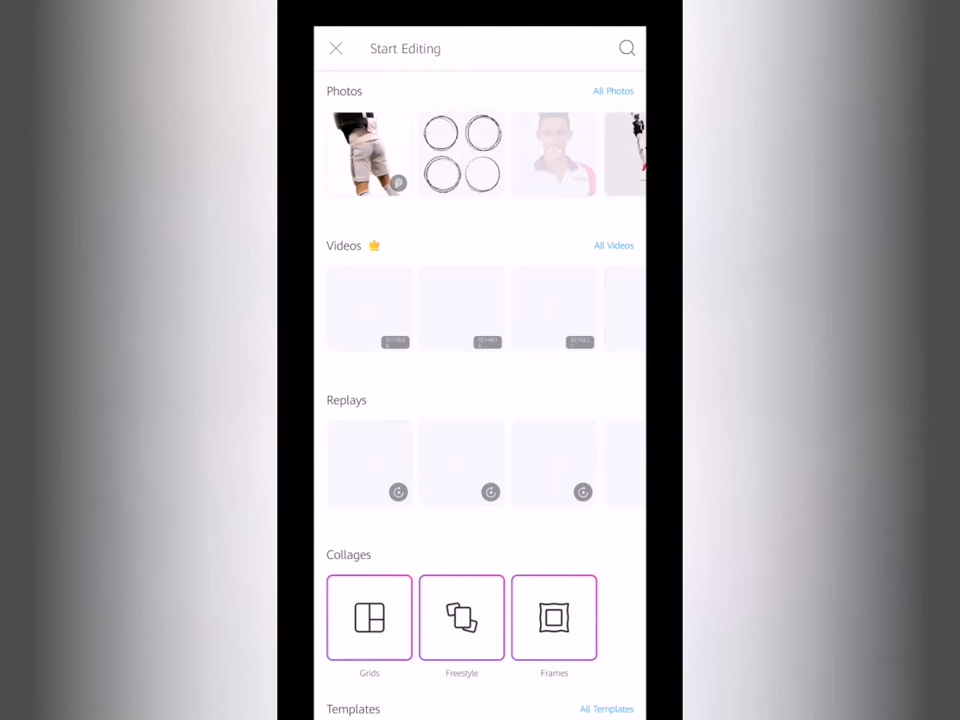 Start Editing
Photos
All Photos
Videos
All Videos
Replays
Collages
Grids
Freestyle
Frames
Templates
All Templates